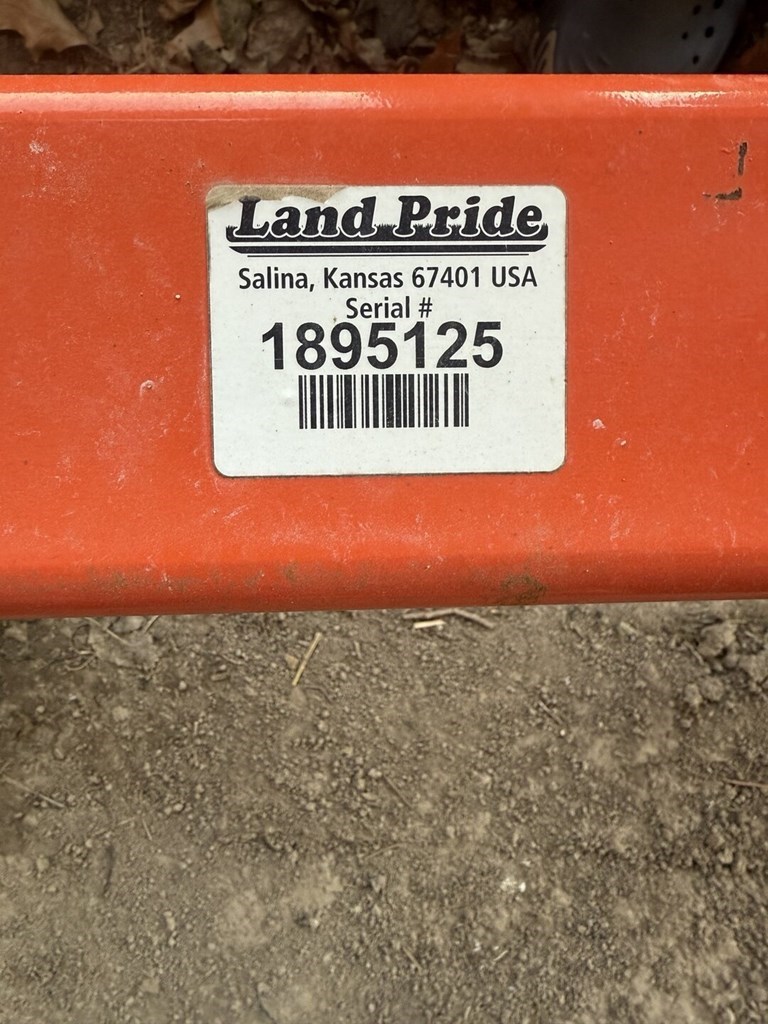 Land Pride
Salina, Kansas 67401 USA
Serial #
1895125